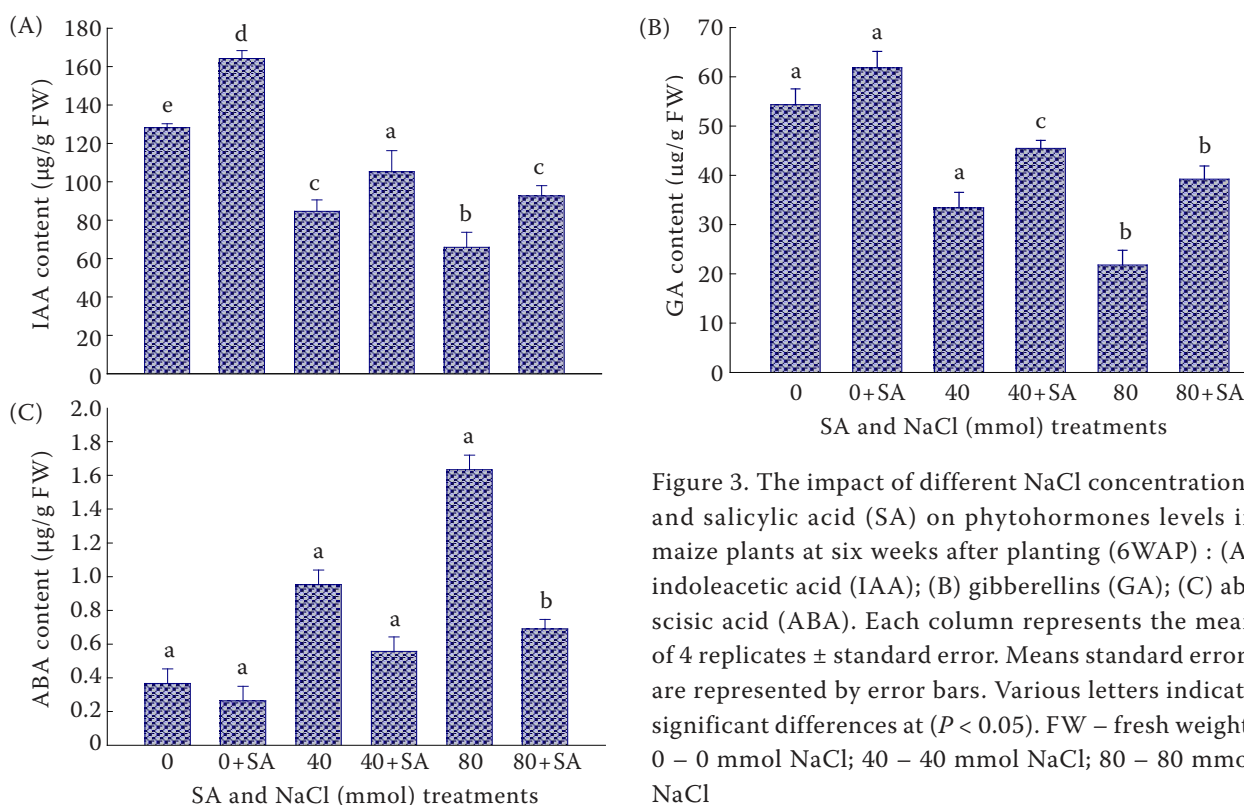 (A)
IAA content (µg/g FW)
180
160
140
120
100
80
60
40
20
0
e
d
c
a
b
c
(B)
GA content (µg/g FW)
70
60
50
40
30
20
10
0
a
a
a
c
b
b
0 0+SA 40 40+SA 80 80+SA
SA and NaCl (mmol) treatments
(C)
ABA content (µg/g FW)
2.0
1.8
1.6
1.4
1.2
1.0
0.8
0.6
0.4
0.2
0
a
a
a
a
a
b
0 0+SA 40 40+SA 80 80+SA
SA and NaCl (mmol) treatments
Figure 3. The impact of different NaCl concentration
and salicylic acid (SA) on phytohormones levels i
maize plants at six weeks after planting (6WAP) : (A
indoleacetic acid (IAA); (B) gibberellins (GA); (C) ab
scisic acid (ABA). Each column represents the mea
of 4 replicates ± standard error. Means standard error
are represented by error bars. Various letters indicat
significant differences at (P < 0.05). FW – fresh weight
0 – 0 mmol NaCl; 40 – 40 mmol NaCl; 80 – 80 mmo
NaCl